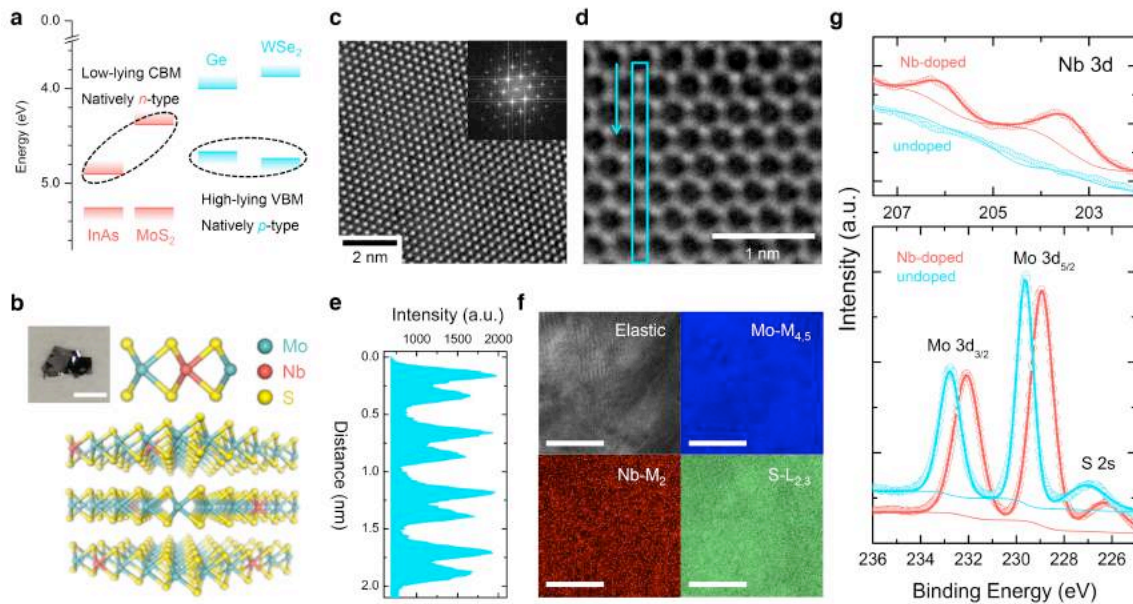 a
0.0
4.0
5.0
Energy (eV)
Low-lying CBM
Natively n-type
Ge
WSe2
High-lying VBM
Natively p-type
InAs
MoS2
b
Mo
Nb
S
c
2 nm
d
1 nm
e
Intensity (a.u.)
1000 1500 2000
0.0
0.5
1.0
1.5
2.0
Distance (nm)
f
Elastic
Mo-M4,5
Nb-M2
S-L2,3
g
Nb-doped
Nb 3d
undoped
207 205 203
Intensity (a.u.)
Nb-doped
undoped
Mo 3d5/2
Mo 3d3/2
S 2s
236 234 232 230 228 226
Binding Energy (eV)